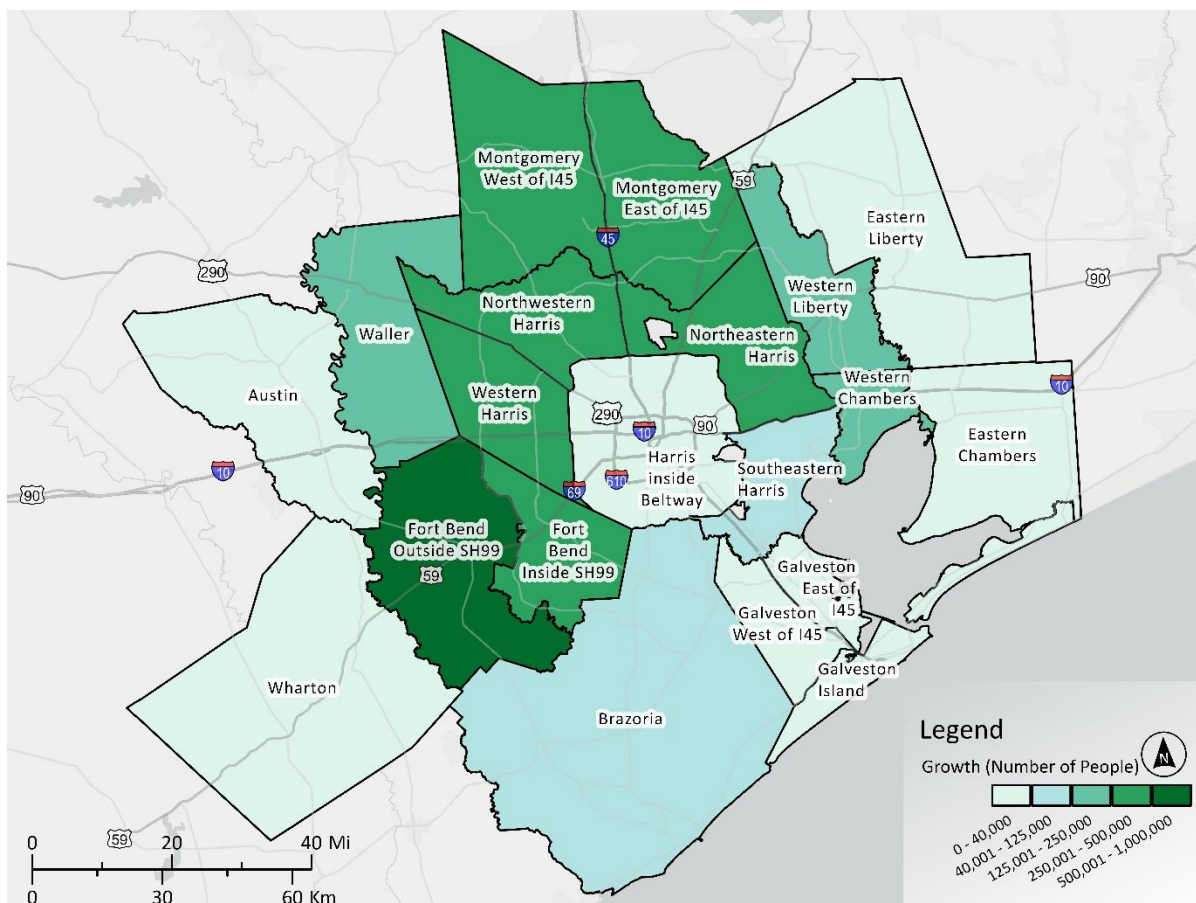 Montgomery
West of I45
Montgomery
East of I45
59
Eastern
Liberty
45
290
90
Northwestern
Harris
Western
Liberty
Waller
Northeastern
Harris
Austin
Western
Harris
Western
Chambers
10
290
90
10
Harris
inside
Beltway
Southeastern
Harris
Eastern
Chambers
10
90
69
610
Fort Bend
Outside SH99
59
Fort
Bend
Inside SH99
Galveston
East of
I45
Galveston
West of I45
Galveston
Island
Wharton
Brazoria
Legend
N
Growth (Number of People)
0 - 40,000
40,001 - 125,000
125,001 - 250,000
250,001 - 500,000
500,001 - 1,000,000
59
0 20 40 Mi
0 30 60 Km